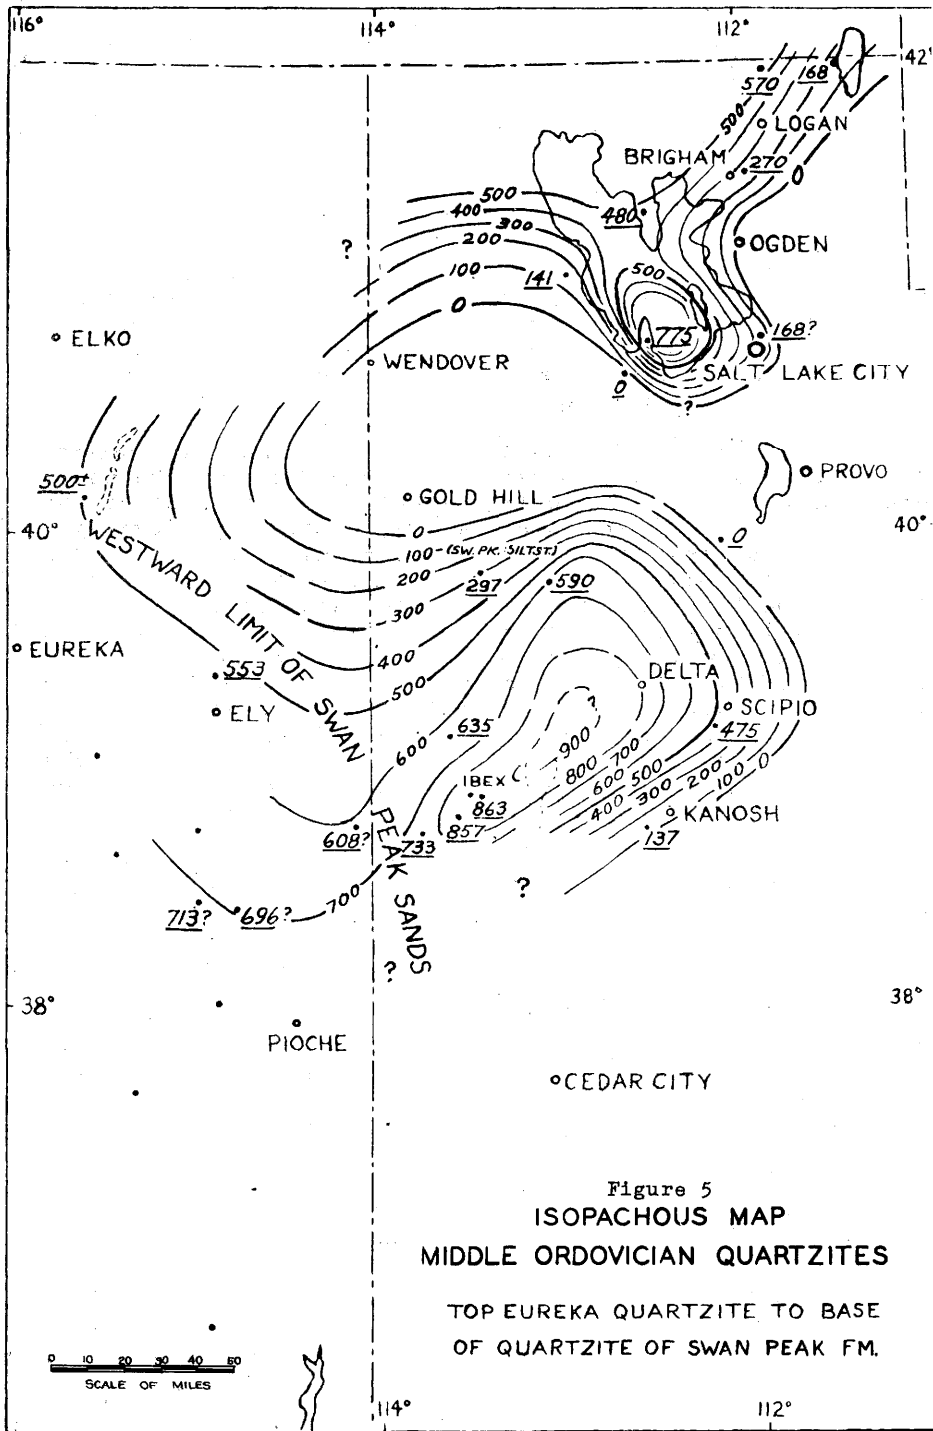 116°
114°
112°
42°
570
168
500
LOGAN
BRIGHAM
270
0
500
400
300
200
100
0
480
OGDEN
?
141
500
775
168?
0
ELKO
WENDOVER
SALT LAKE CITY
0
?
500±
PROVO
GOLD HILL
40°
0
0
40°
100-(SW. PK. SILTST.)
200
297
590
300
WESTWARD LIMIT OF SWAN PEAK SANDS
EUREKA
400
553
500
DELTA
ELY
SCIPIO
635
475
?
600
900
800
700
600
500
400
300
200
100
0
IBEX
863
857
KANOSH
608?
733
137
700
?
713?
696?
?
38°
38°
PIOCHE
CEDAR CITY
Figure 5
ISOPACHOUS MAP
MIDDLE ORDOVICIAN QUARTZITES
TOP EUREKA QUARTZITE TO BASE
OF QUARTZITE OF SWAN PEAK FM.
0 10 20 30 40 50
SCALE OF MILES
114°
112°